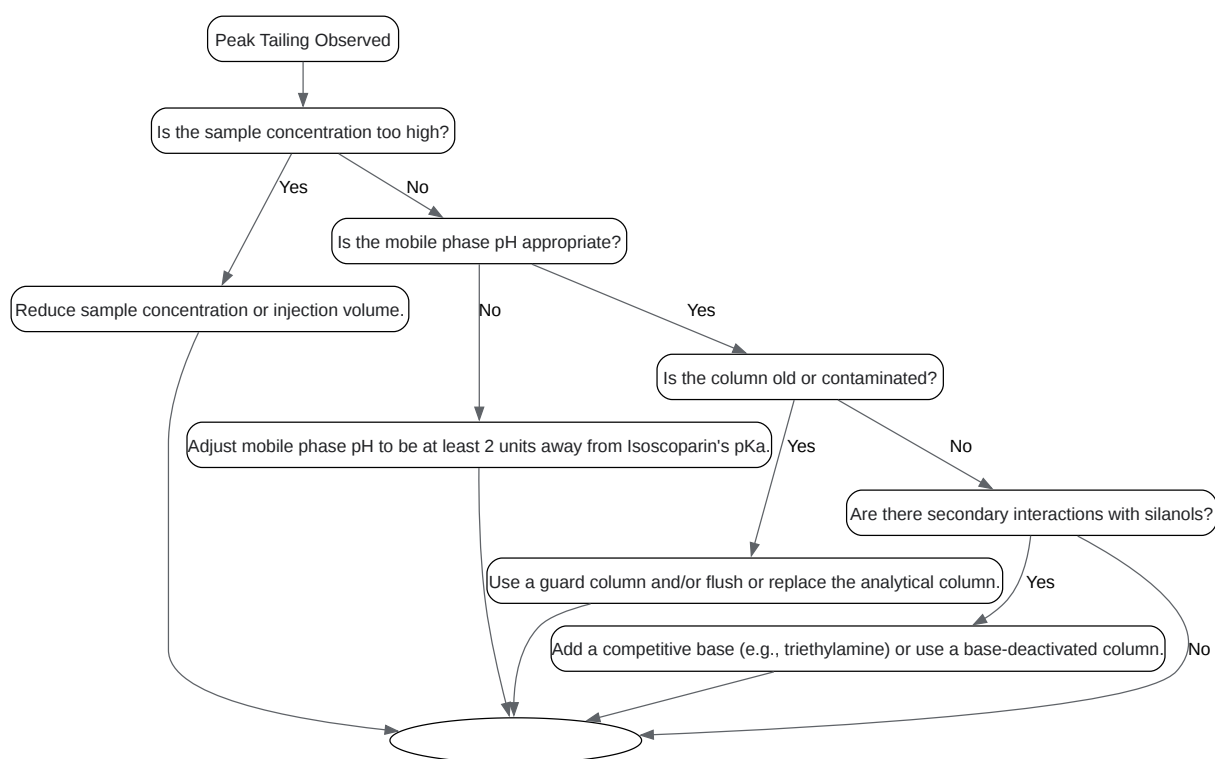 Peak Tailing Observed
Is the sample concentration too high?
Yes
No
Is the mobile phase pH appropriate?
Reduce sample concentration or injection volume.
No
Yes
Is the column old or contaminated?
Adjust mobile phase pH to be at least 2 units away from Isoscoparin's pKa.
Yes
No
Are there secondary interactions with silanols?
Use a guard column and/or flush or replace the analytical column.
Yes
Add a competitive base (e.g., triethylamine) or use a base-deactivated column.
No